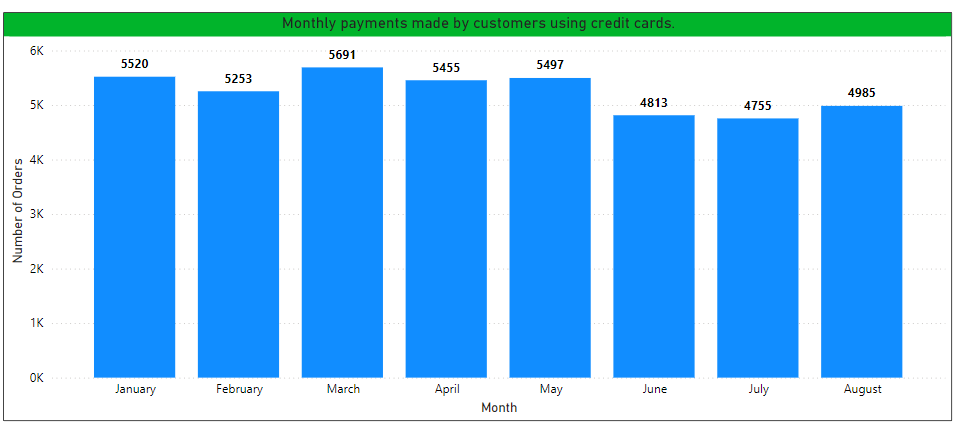 Monthly payments made by customers using credit cards.
Number of Orders
6K
5K
4K
3K
2K
1K
0K
5520
5253
5691
5455
5497
4813
4755
4985
January February March April May June July August
Month